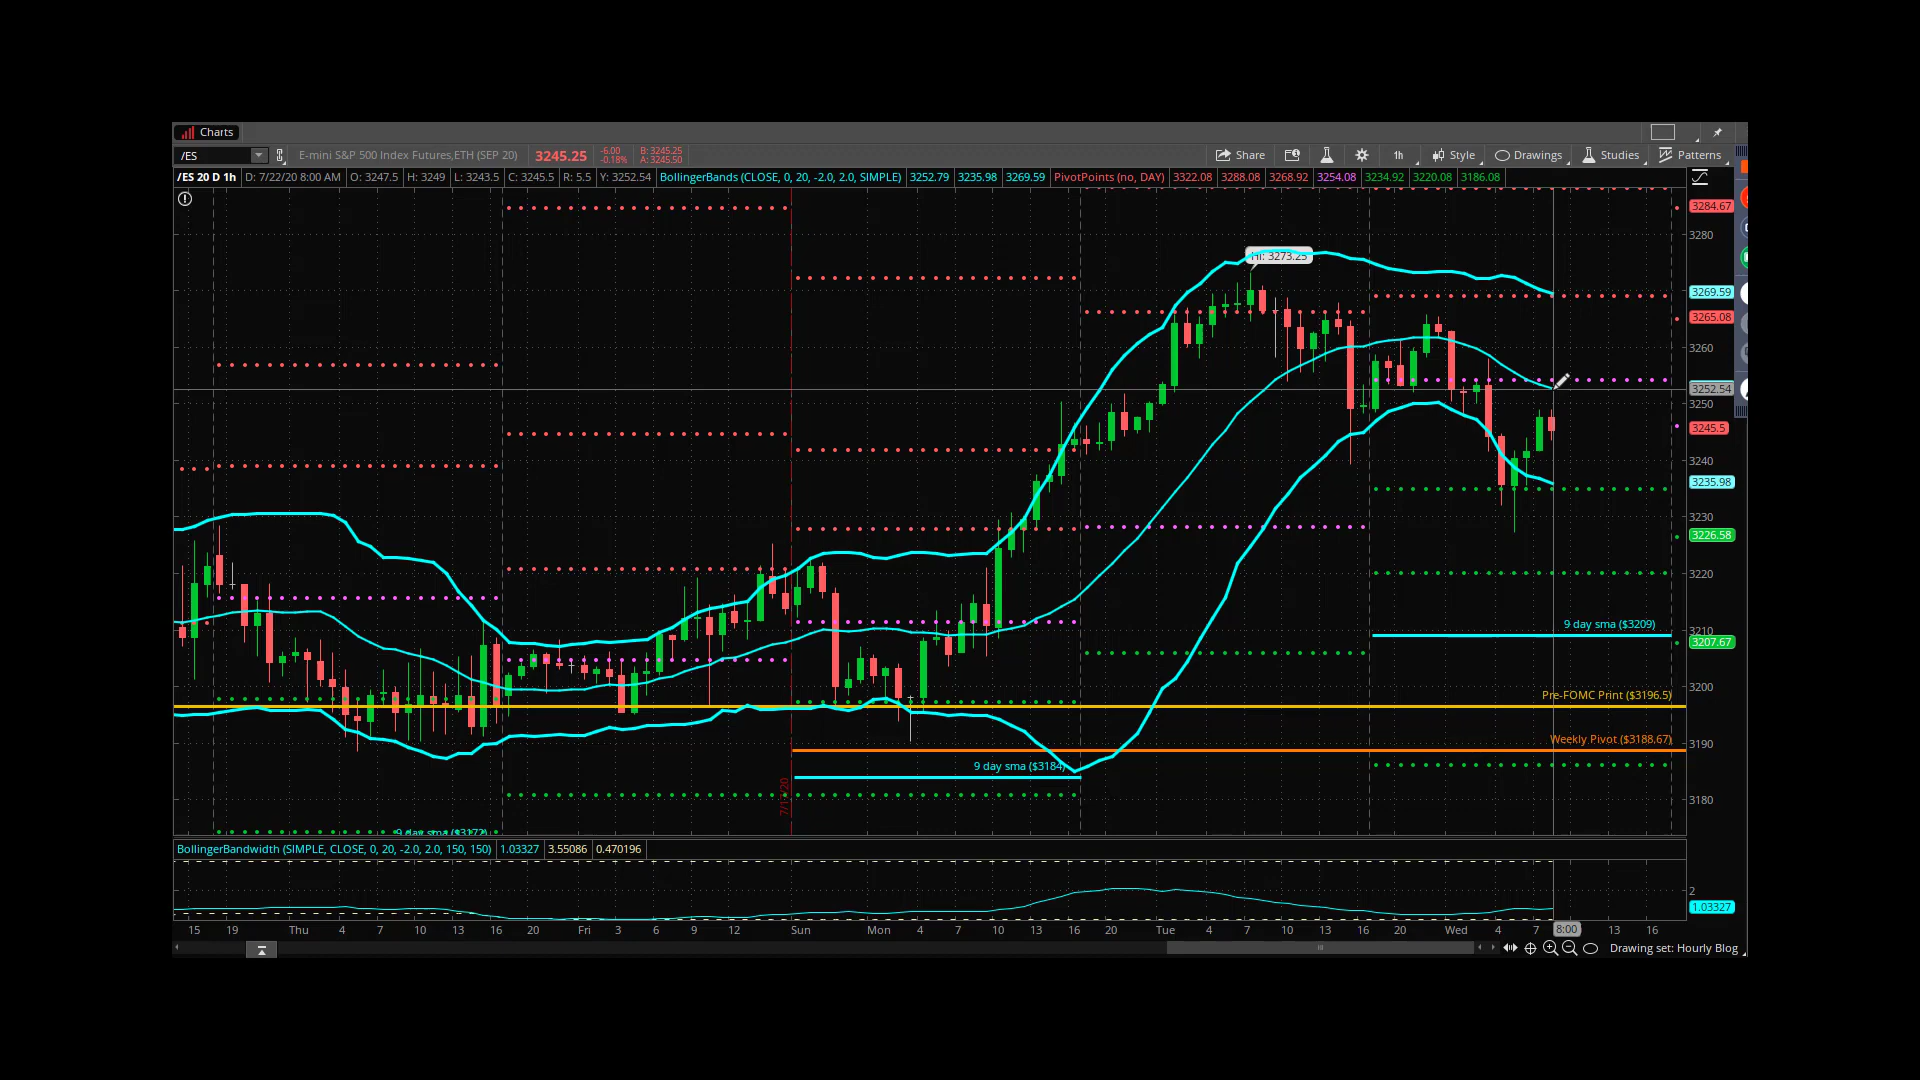 Charts
/ES E-mini S&P 500 Index Futures,ETH (SEP 20) 3245.25 -6.00 -0.18% B: 3245.25 A: 3245.50 Share 1h Style Drawings Studies Patterns
/ES 20 D 1h D: 7/22/20 8:00 AM O: 3247.5 H: 3249 L: 3243.5 C: 3245.5 R: 5.5 Y: 3252.54 BollingerBands (CLOSE, 0, 20, -2.0, 2.0, SIMPLE) 3252.79 3235.98 3269.59 PivotPoints (no, DAY) 3322.08 3288.08 3268.92 3254.08 3234.92 3220.08 3186.08
3284.67
3280
Hi: 3273.25
3269.59
3265.08
3260
3252.54
3250
3245.5
3240
3235.98
3230
3226.58
3220
9 day sma ($3209)
3210
3207.67
3200
Pre-FOMC Print ($3196.5)
Weekly Pivot ($3188.67)
3190
9 day sma ($3184)
3180
9 day sma ($3172)
BollingerBandwidth (SIMPLE, CLOSE, 0, 20, -2.0, 2.0, 150, 150) 1.03327 3.55086 0.470196
2
1.03327
15 19 Thu 4 7 10 13 16 20 Fri 3 6 9 12 Sun Mon 4 7 10 13 16 20 Tue 4 7 10 13 16 20 Wed 4 7 8:00 13 16
Drawing set: Hourly Blog